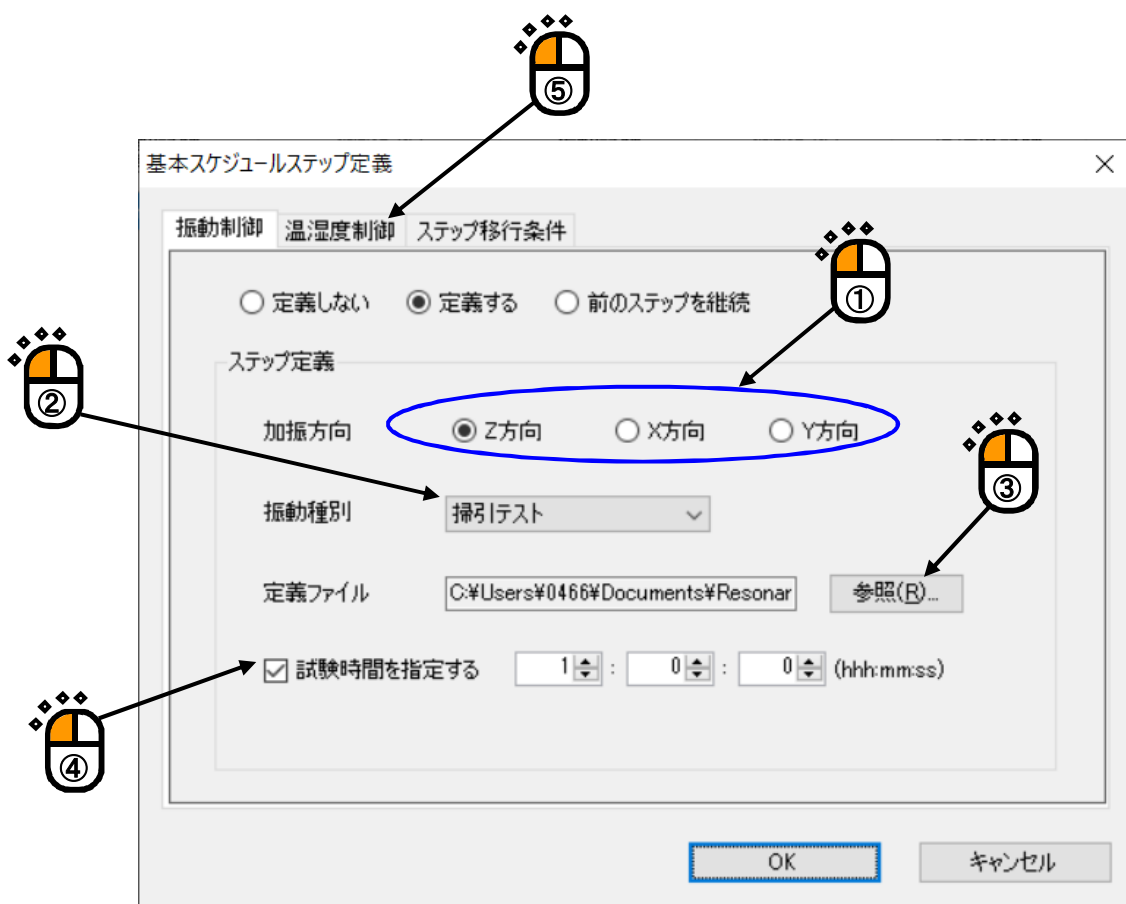 ⑤
基本スケジュールステップ定義
振動制御 温湿度制御 ステップ移行条件
①
定義しない 定義する 前のステップを継続
②
ステップ定義
加振方向 Z方向 X方向 Y方向
③
振動種別 掃引テスト
定義ファイル C:¥Users¥0466¥Documents¥Resonar 参照(R)...
試験時間を指定する 1 : 0 : 0 (hhh:mm:ss)
④
OK キャンセル